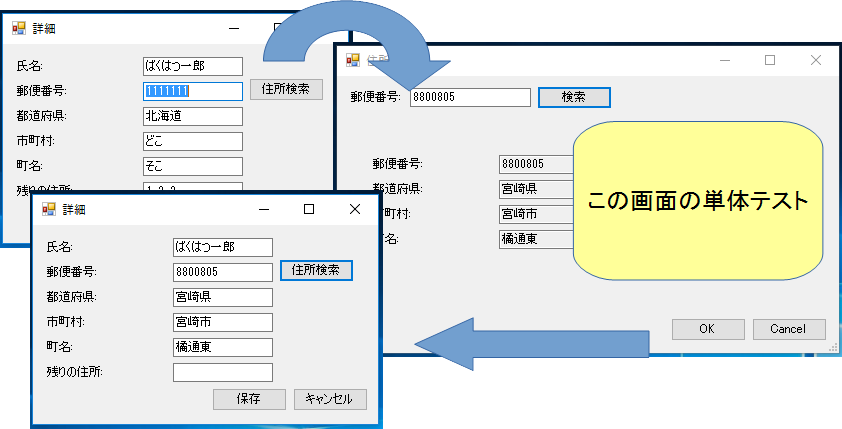 詳細
氏名: ばくはつ一郎
郵便番号: 1111111 住所検索
都道府県: 北海道
市町村: どこ
町名: そこ
残りの住所:
郵便番号: 8800805 検索
郵便番号: 8800805
都道府県: 宮崎県
町村: 宮崎市
名: 橘通東
この画面の単体テスト
OK Cancel
詳細
氏名: ばくはつ一郎
郵便番号: 8800805 住所検索
都道府県: 宮崎県
市町村: 宮崎市
町名: 橘通東
残りの住所:
保存 キャンセル